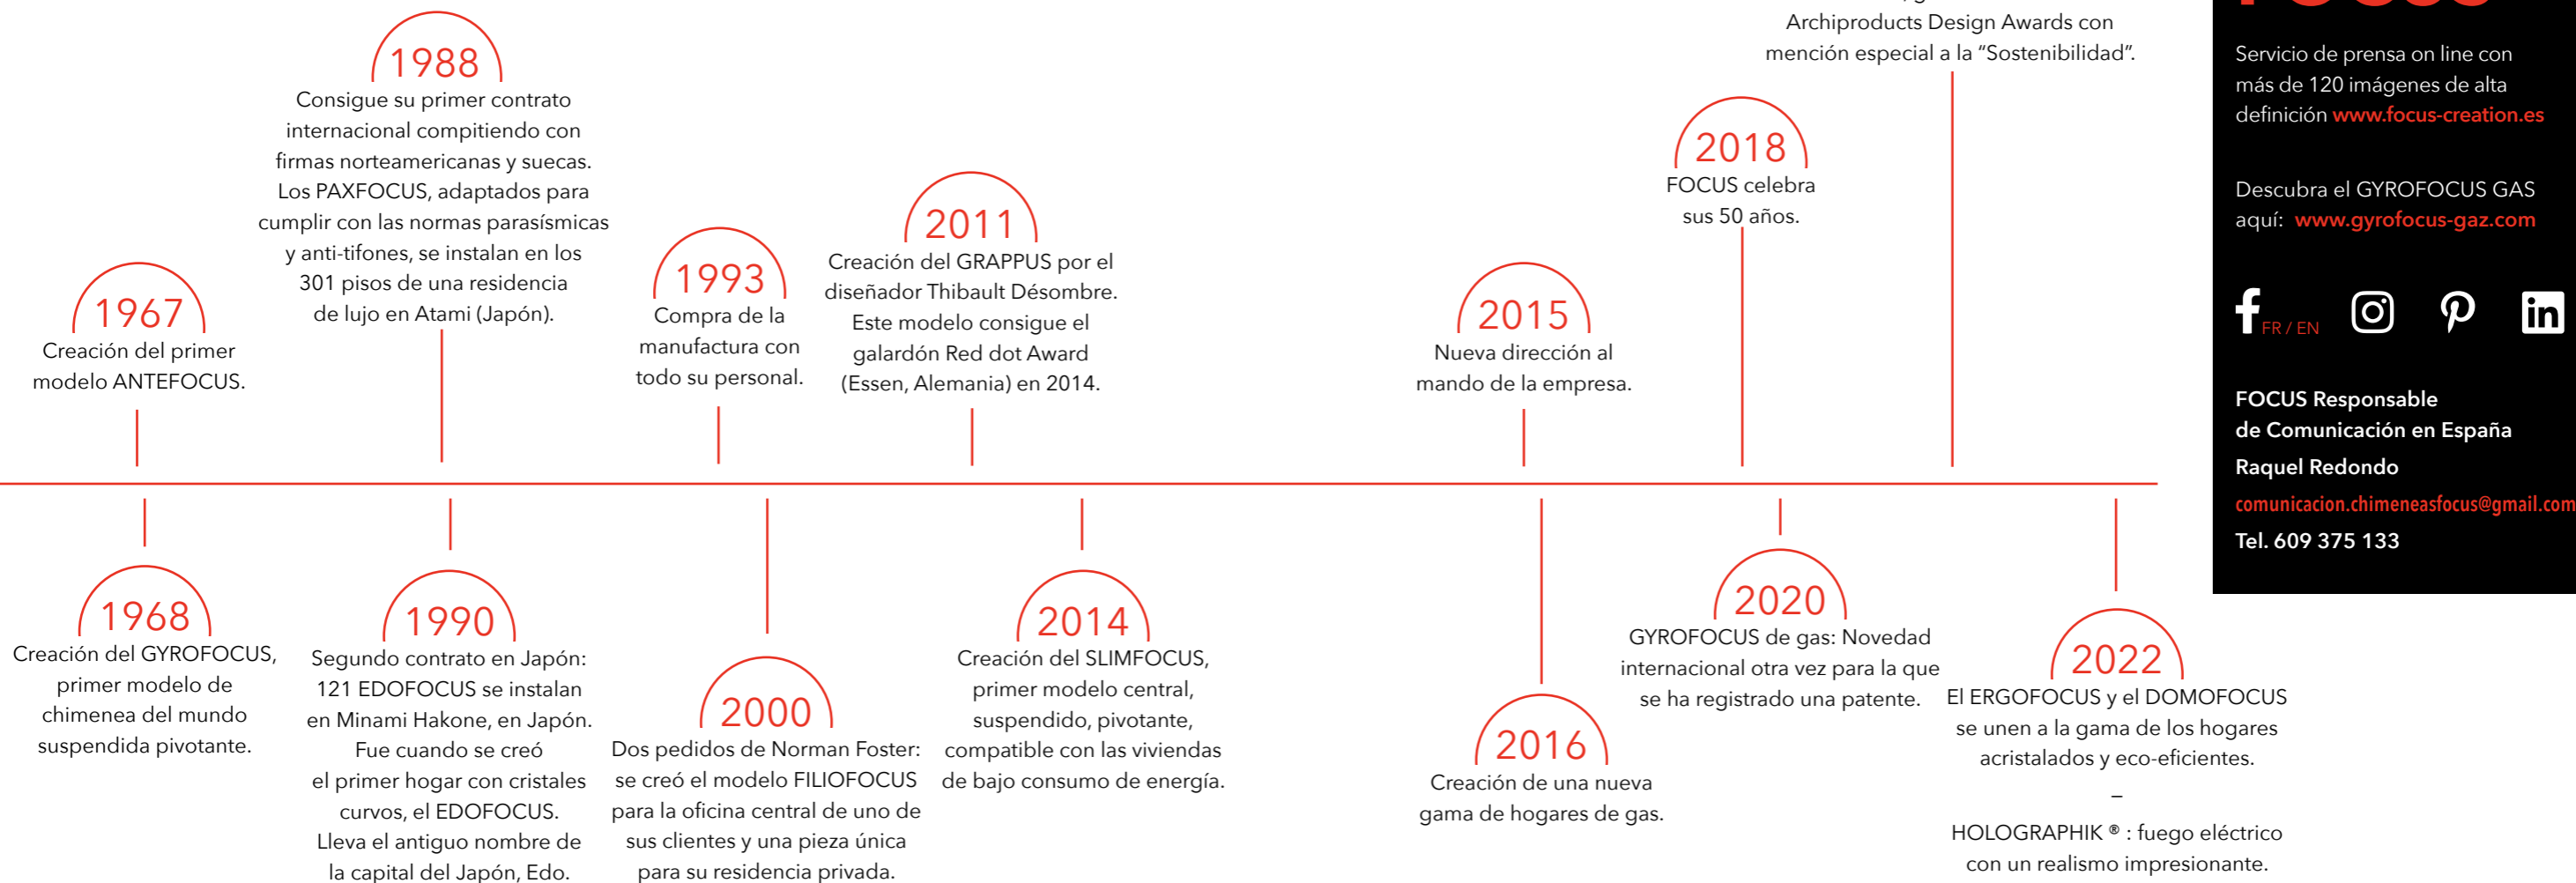 1967
Creación del primer
modelo ANTEFOCUS.
1988
Consigue su primer contrato
internacional compitiendo con
firmas norteamericanas y suecas.
Los PAXFOCUS, adaptados para
cumplir con las normas parasísmicas
y anti-tifones, se instalan en los
301 pisos de una residencia
de lujo en Atami (Japón).
1993
Compra de la
manufactura con
todo su personal.
2011
Creación del GRAPPUS por el
diseñador Thibault Désombre.
Este modelo consigue el
galardón Red dot Award
(Essen, Alemania) en 2014.
2015
Nueva dirección al
mando de la empresa.
2018
FOCUS celebra
sus 50 años.
Archiproducts Design Awards con
mención especial a la “Sostenibilidad”.
1968
Creación del GYROFOCUS,
primer modelo de
chimenea del mundo
suspendida pivotante.
1990
Segundo contrato en Japón:
121 EDOFOCUS se instalan
en Minami Hakone, en Japón.
Fue cuando se creó
el primer hogar con cristales
curvos, el EDOFOCUS.
Lleva el antiguo nombre de
la capital del Japón, Edo.
2000
Dos pedidos de Norman Foster:
se creó el modelo FILIOFOCUS
para la oficina central de uno de
sus clientes y una pieza única
para su residencia privada.
2014
Creación del SLIMFOCUS,
primer modelo central,
suspendido, pivotante,
compatible con las viviendas
de bajo consumo de energía.
2016
Creación de una nueva
gama de hogares de gas.
2020
GYROFOCUS de gas: Novedad
internacional otra vez para la que
se ha registrado una patente.
2022
El ERGOFOCUS y el DOMOFOCUS
se unen a la gama de los hogares
acristalados y eco-eficientes.
–
HOLOGRAPHIK ® : fuego eléctrico
con un realismo impresionante.
Servicio de prensa on line con
más de 120 imágenes de alta
definición www.focus-creation.es
Descubra el GYROFOCUS GAS
aquí: www.gyrofocus-gaz.com
FR / EN
FOCUS Responsable
de Comunicación en España
Raquel Redondo
comunicacion.chimeneasfocus@gmail.com
Tel. 609 375 133